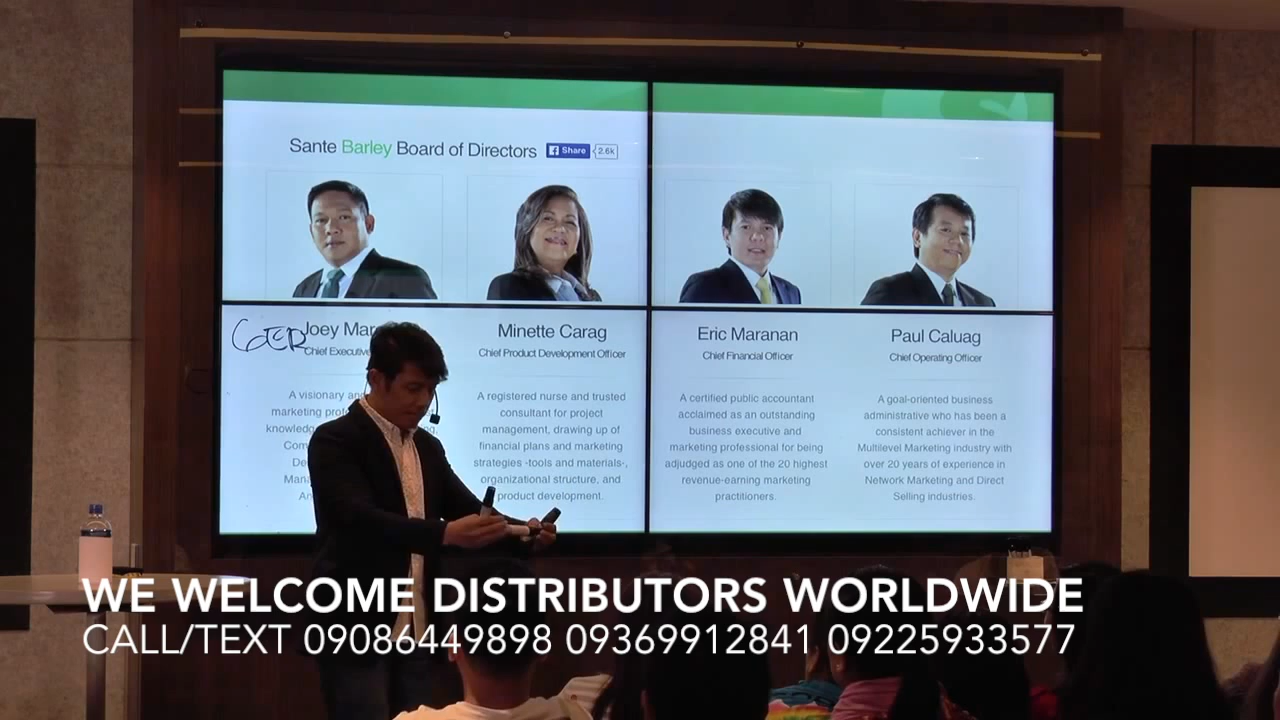 Sante Barley Board of Directors
Share 2.6k
Joey
Chief Executive
A visionary
marketing
Minette Carag
Chief Product Development Officer
A registered nurse and trusted
consultant for project
management, drawing up of
financial plans and marketing
strategies -tools and materials-,
organizational structure, and
product development.
Eric Maranan
Chief Financial Officer
A certified public accountant
acclaimed as an outstanding
business executive and
marketing professional for being
adjudged as one of the 20 highest
revenue-earning marketing
practitioners.
Paul Caluag
Chief Operating Officer
A goal-oriented business
administrative who has been a
consistent achiever in the
Multilevel Marketing industry with
over 20 years of experience in
Network Marketing and Direct
Selling industries.
WE WELCOME DISTRIBUTORS WORLDWIDE
CALL/TEXT 09086449898 09369912841 09225933577